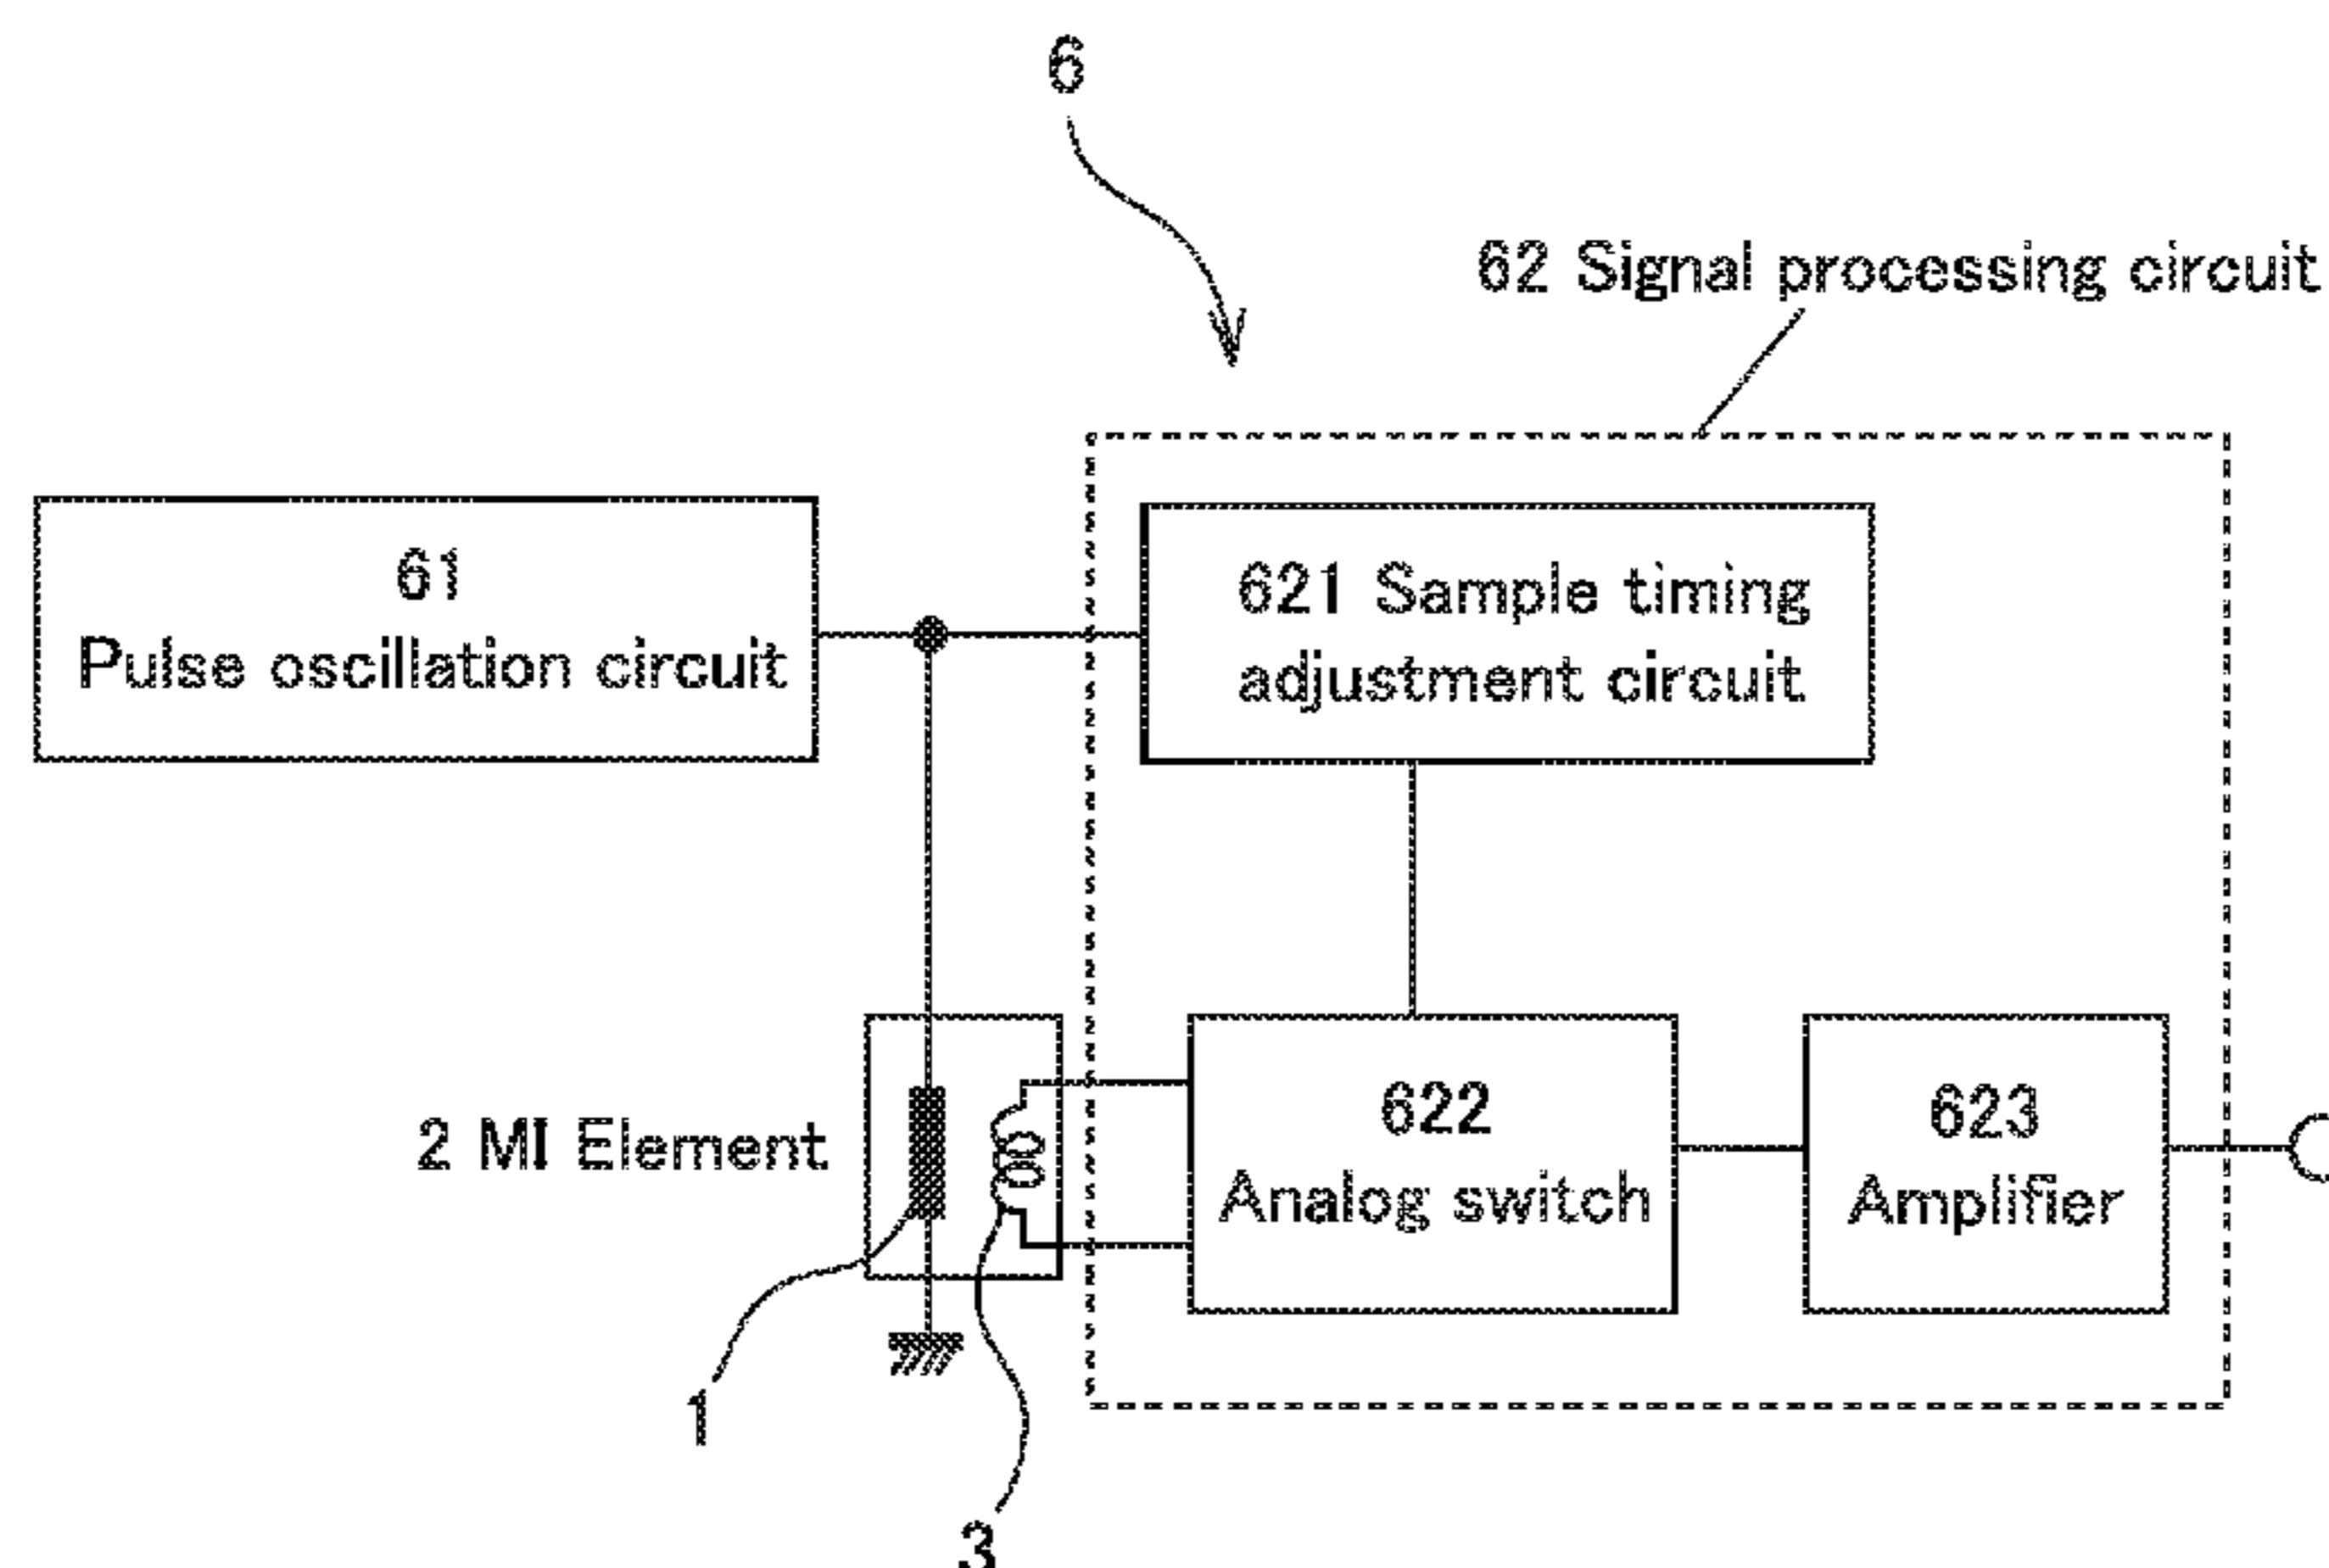 6
62 Signal processing circuit
61
Pulse oscillation circuit
621 Sample timing
adjustment circuit
2 MI Element
622
Analog switch
623
Amplifier
1
3